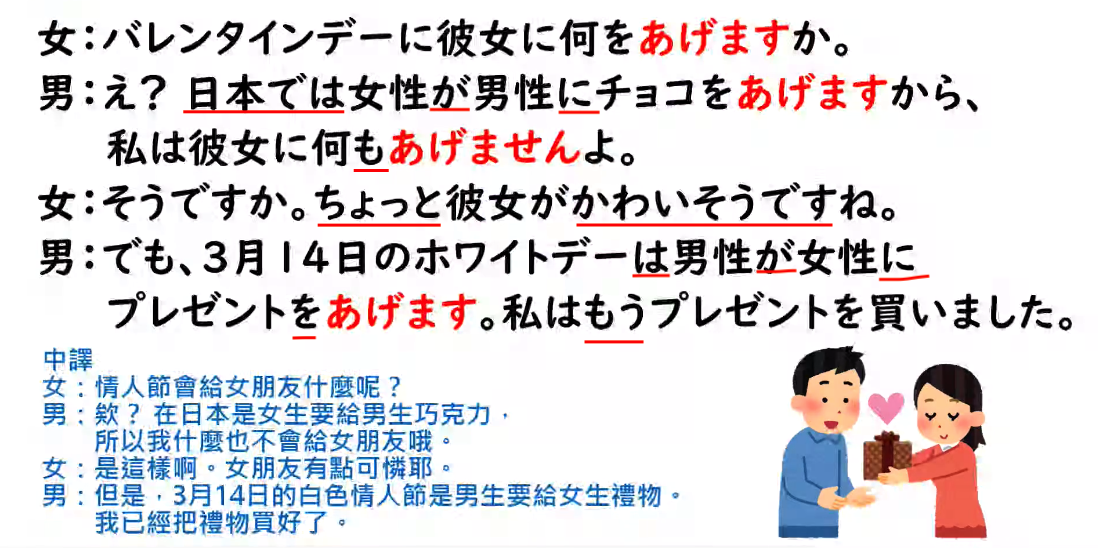 女：バレンタインデーに彼女に何をあげますか。
男：え？ 日本では女性が男性にチョコをあげますから、
私は彼女に何もあげませんよ。
女：そうですか。ちょっと彼女がかわいそうですね。
男：でも、3月14日のホワイトデーは男性が女性に
プレゼントをあげます。私はもうプレゼントを買いました。
中譯
女：情人節會給女朋友什麼呢？
男：欸？ 在日本是女生要給男生巧克力，
所以我什麼也不會給女朋友哦。
女：是這樣啊。女朋友有點可憐耶。
男：但是，3月14日的白色情人節是男生要給女生禮物。
我已經把禮物買好了。